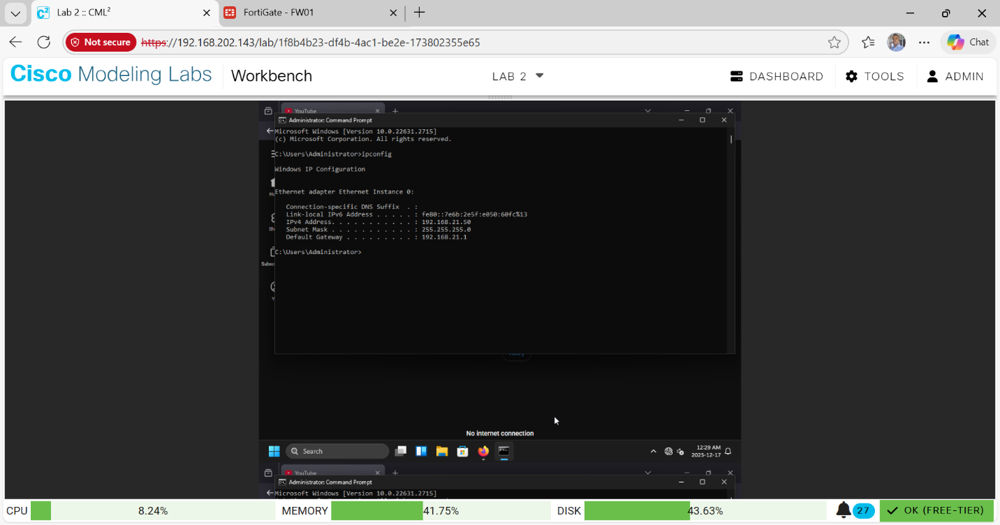 Lab 2 :: CML²
FortiGate - FW01
Not secure
https://192.168.202.143/lab/1f8b4b23-df4b-4ac1-be2e-173802355e65
Chat
Cisco Modeling Labs
Workbench
LAB 2
DASHBOARD
TOOLS
ADMIN
YouTube
Administrator: Command Prompt
Microsoft Windows [Version 10.0.22631.2715]
(c) Microsoft Corporation. All rights reserved.
C:\Users\Administrator>ipconfig
Windows IP Configuration
Ethernet adapter Ethernet Instance 0:
Connection-specific DNS Suffix  . :
Link-local IPv6 Address . . . . . : fe80::7e6b:2e5f:e050:60fc%13
IPv4 Address. . . . . . . . . . . : 192.168.21.50
Subnet Mask . . . . . . . . . . . : 255.255.255.0
Default Gateway . . . . . . . . . : 192.168.21.1
C:\Users\Administrator>
No internet connection
Search
12:29 AM
2025-12-17
YouTube
Administrator: Command Prompt
Microsoft Windows [Version 10.0.22631.2715]
CPU
8.24%
MEMORY
41.75%
DISK
43.63%
27
OK (FREE-TIER)